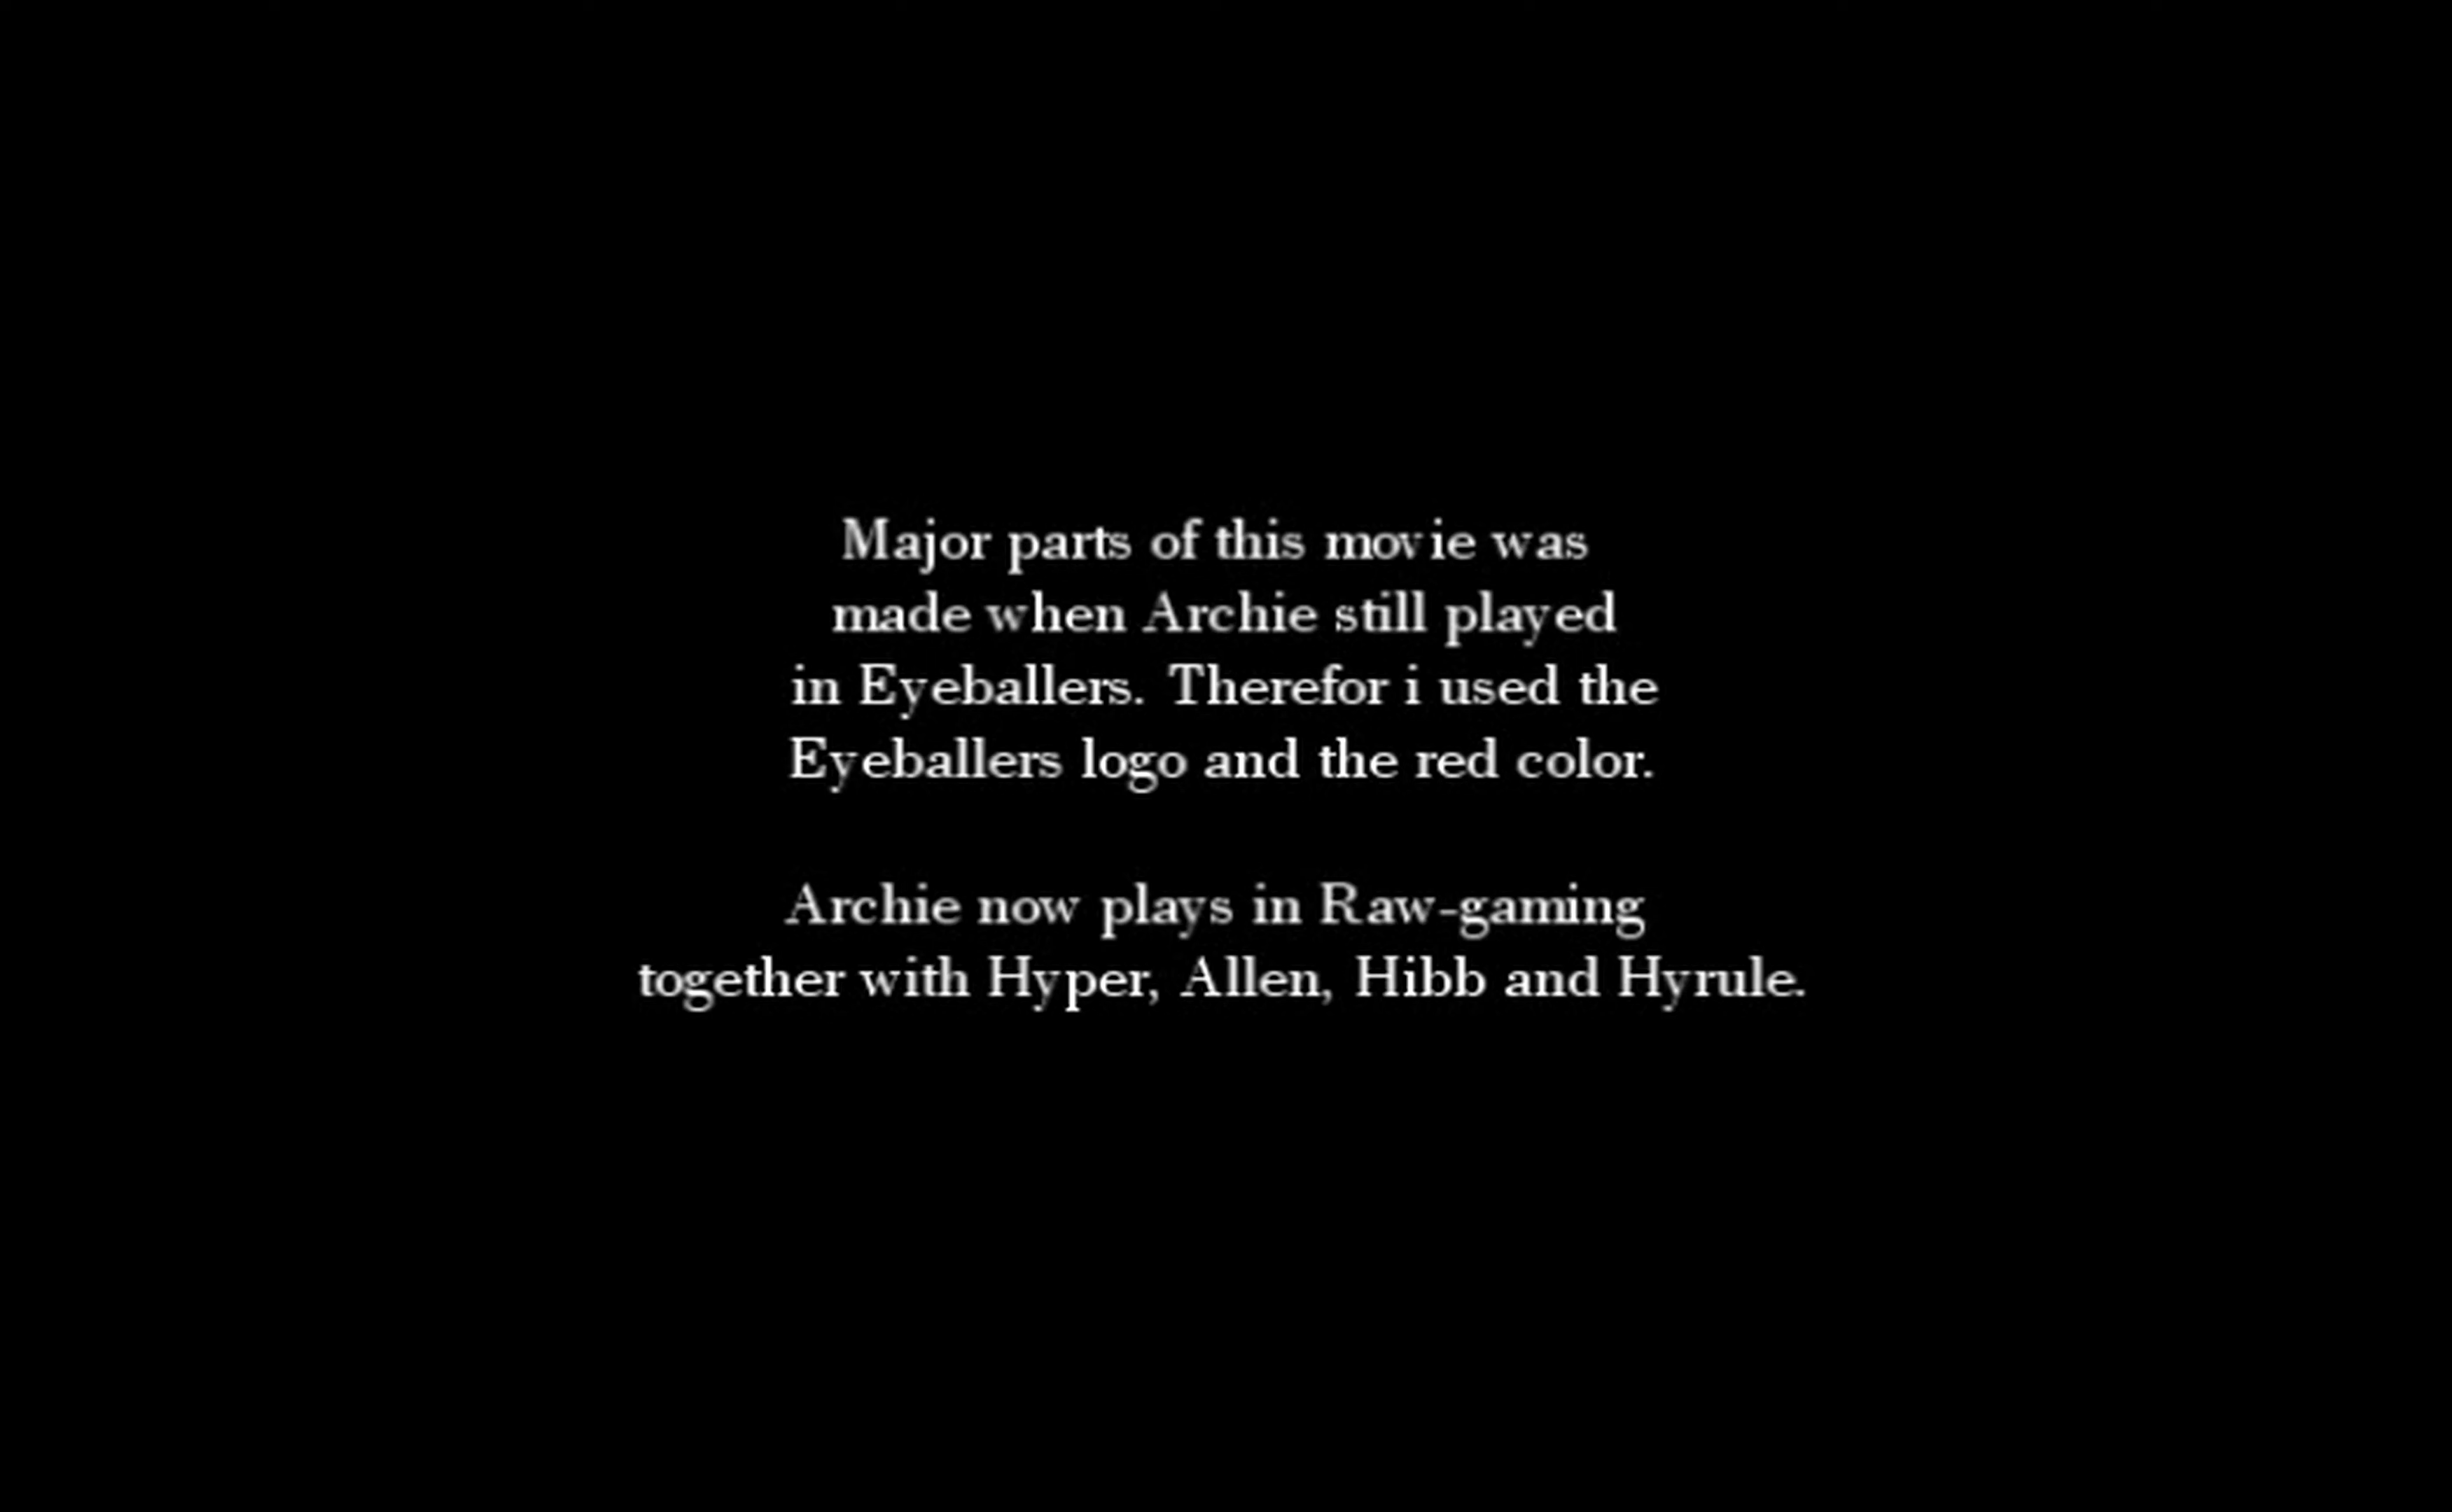 Major parts of this movie was
made when Archie still played
in Eyeballers. Therefor i used the
Eyeballers logo and the red color.
Archie now plays in Raw-gaming
together with Hyper, Allen, Hibb and Hyrule.